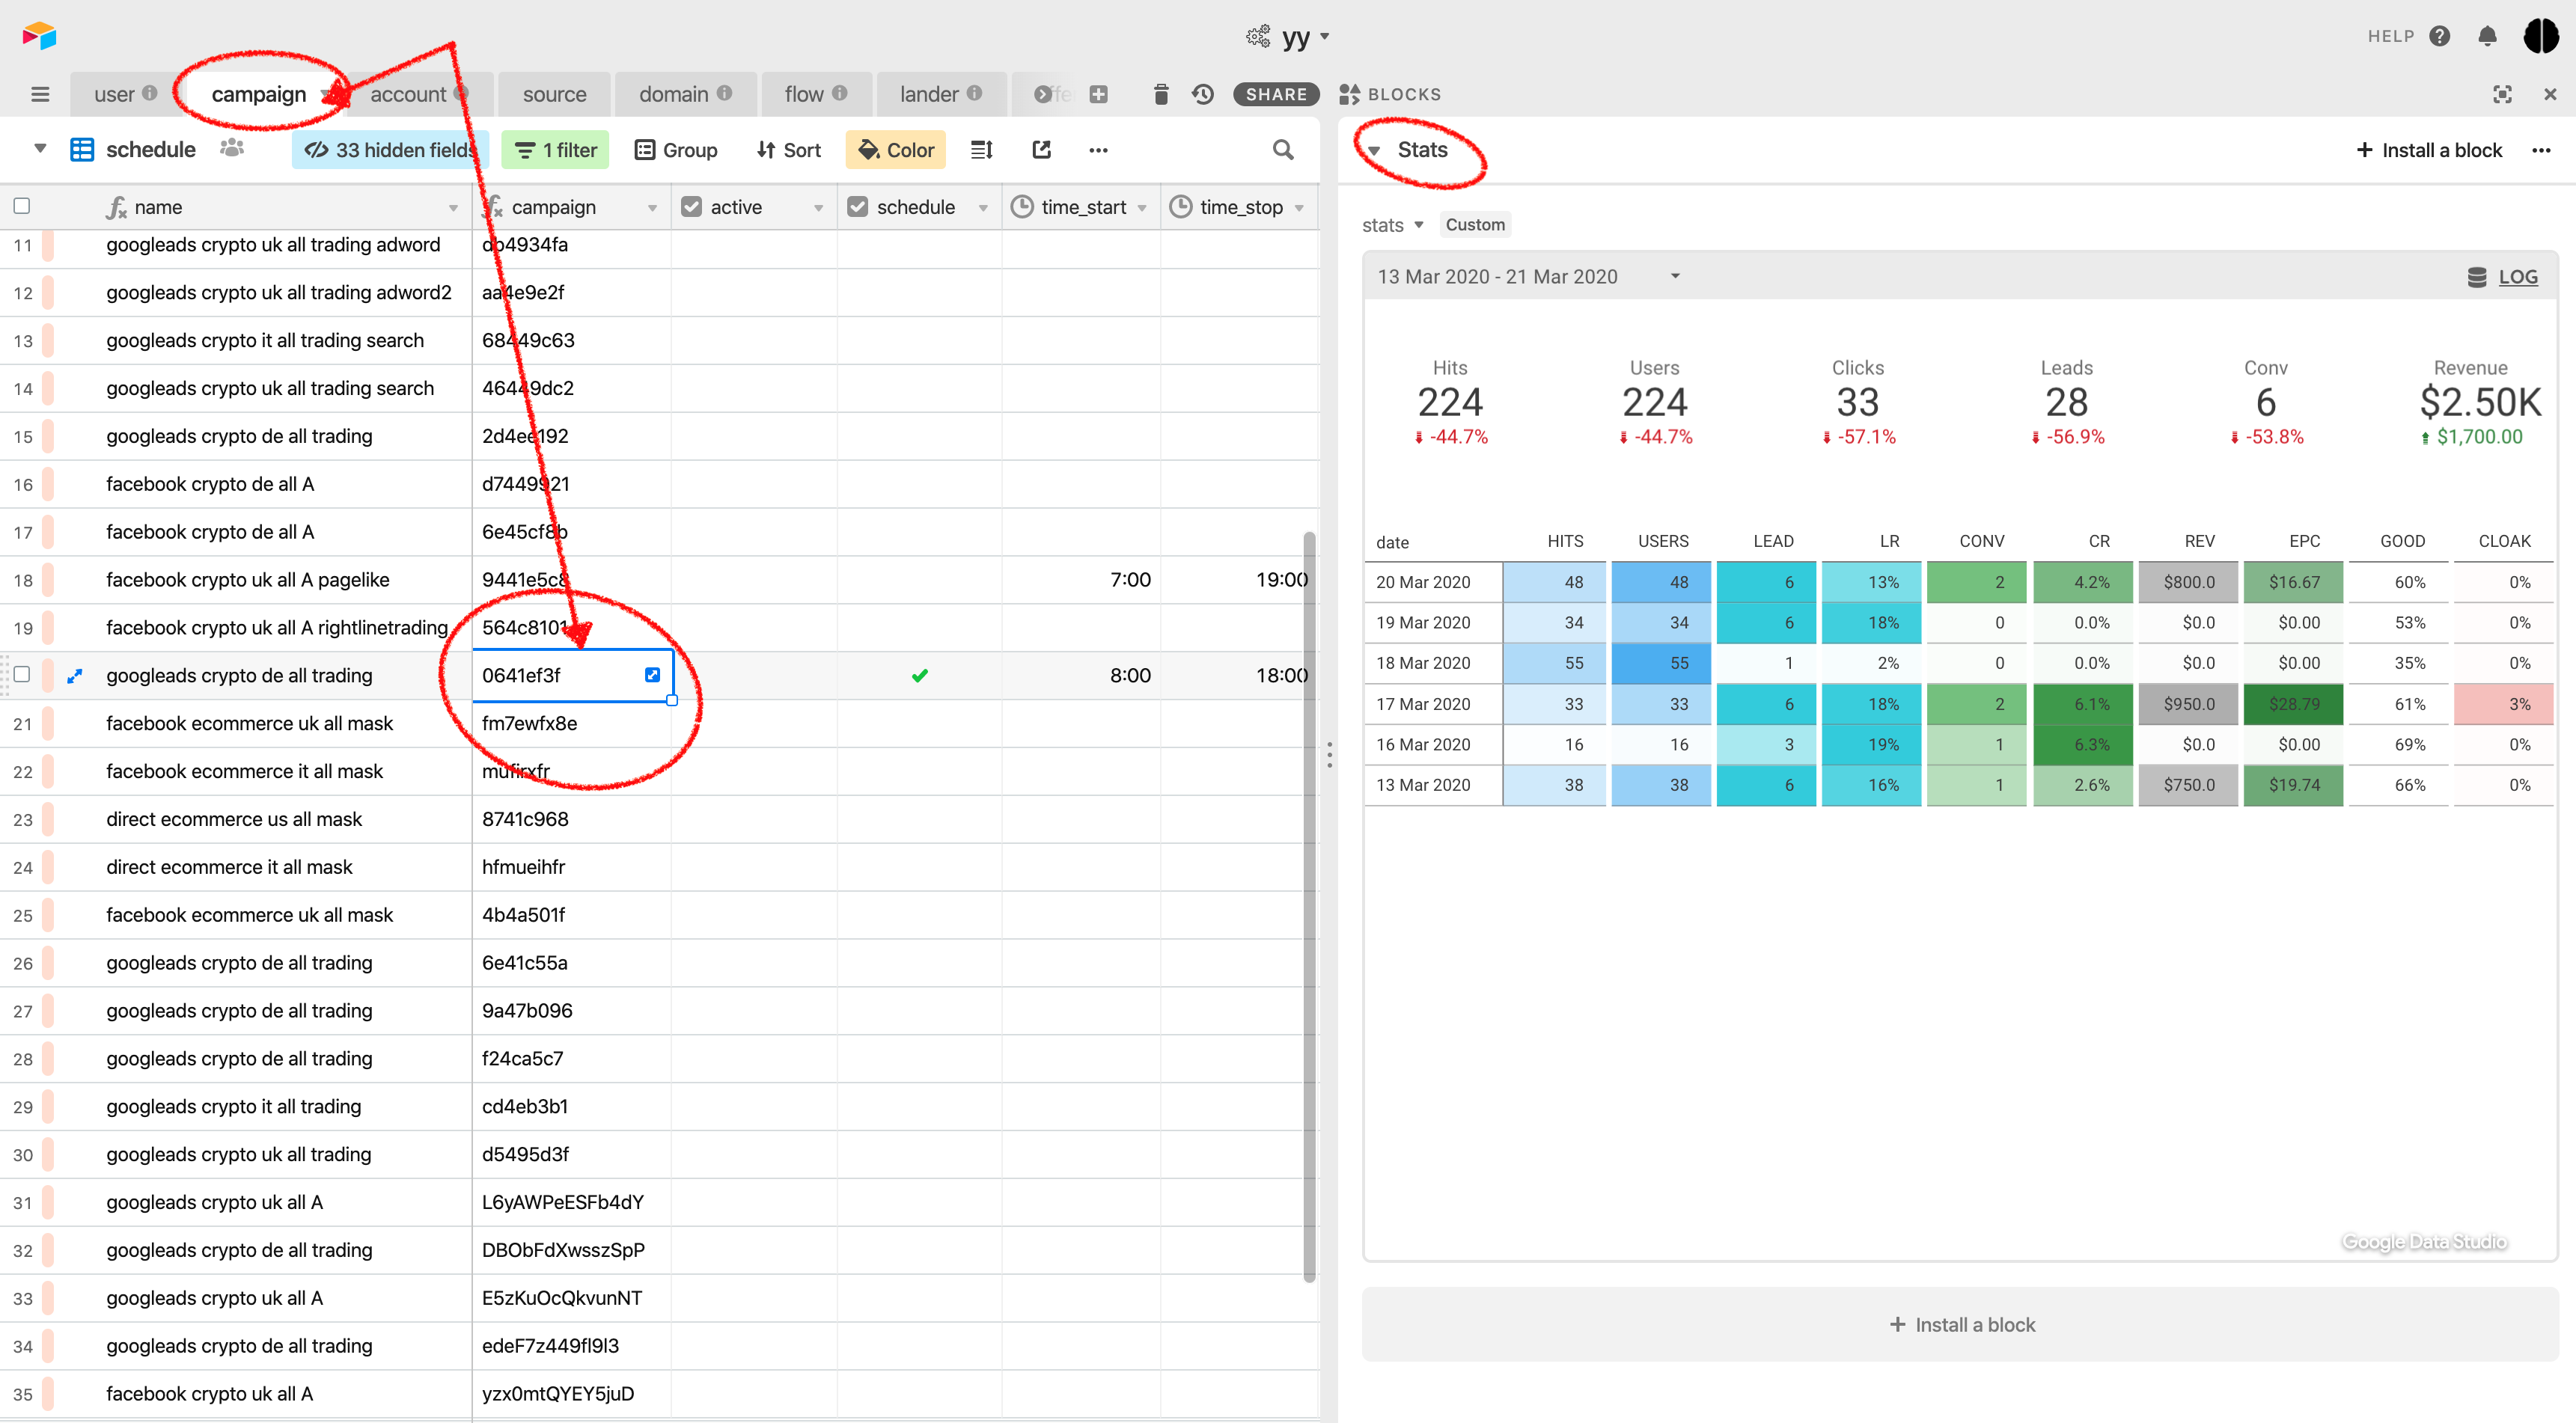 yy
HELP
user
campaign
account
source
domain
flow
lander
SHARE
BLOCKS
schedule
33 hidden fields
1 filter
Group
Sort
Color
Stats
Install a block
name campaign active schedule time_start time_stop
11 googleads crypto uk all trading adword db4934fa
12 googleads crypto uk all trading adword2 aa4e9e2f
13 googleads crypto it all trading search 68449c63
14 googleads crypto uk all trading search 46449dc2
15 googleads crypto de all trading 2d4ee192
16 facebook crypto de all A d7449921
17 facebook crypto de all A 6e45cf8b
18 facebook crypto uk all A pagelike 9441e5c8 7:00 19:00
19 facebook crypto uk all A rightlinetrading 564c8101
googleads crypto de all trading 0641ef3f 8:00 18:00
21 facebook ecommerce uk all mask fm7ewfx8e
22 facebook ecommerce it all mask mufirxfr
23 direct ecommerce us all mask 8741c968
24 direct ecommerce it all mask hfmueihfr
25 facebook ecommerce uk all mask 4b4a501f
26 googleads crypto de all trading 6e41c55a
27 googleads crypto de all trading 9a47b096
28 googleads crypto de all trading f24ca5c7
29 googleads crypto it all trading cd4eb3b1
30 googleads crypto uk all trading d5495d3f
31 googleads crypto uk all A L6yAWPeESFb4dY
32 googleads crypto de all trading DBObFdXwsszSpP
33 googleads crypto uk all A E5zKuOcQkvunNT
34 googleads crypto de all trading edeF7z449fl9l3
35 facebook crypto uk all A yzx0mtQYEY5juD
stats Custom
13 Mar 2020 - 21 Mar 2020
LOG
Hits Users Clicks Leads Conv Revenue
224 224 33 28 6 $2.50K
-44.7% -44.7% -57.1% -56.9% -53.8% $1,700.00
date HITS USERS LEAD LR CONV CR REV EPC GOOD CLOAK
20 Mar 2020 48 48 6 13% 2 4.2% $800.0 $16.67 60% 0%
19 Mar 2020 34 34 6 18% 0 0.0% $0.0 $0.00 53% 0%
18 Mar 2020 55 55 1 2% 0 0.0% $0.0 $0.00 35% 0%
17 Mar 2020 33 33 6 18% 2 6.1% $950.0 $28.79 61% 3%
16 Mar 2020 16 16 3 19% 1 6.3% $0.0 $0.00 69% 0%
13 Mar 2020 38 38 6 16% 1 2.6% $750.0 $19.74 66% 0%
Google Data Studio
Install a block